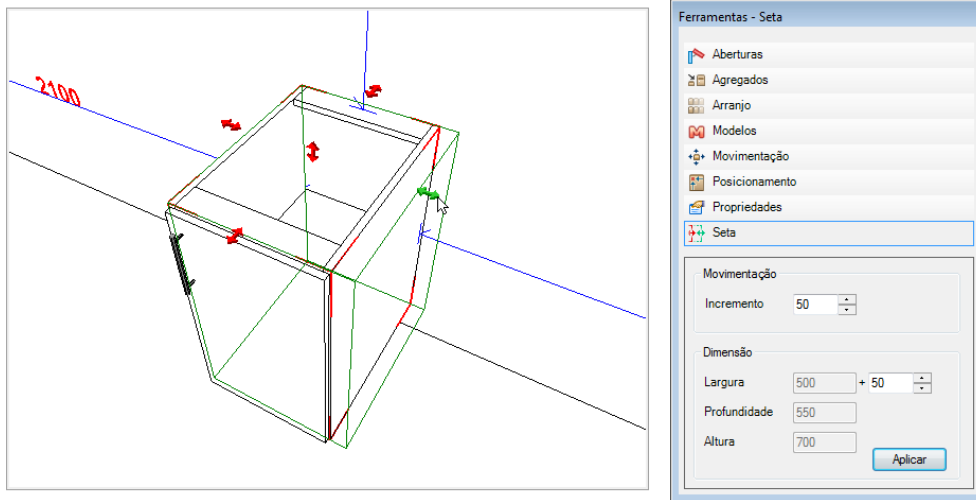 2100
Ferramentas - Seta
Aberturas
Agregados
Arranjo
Modelos
Movimentação
Posicionamento
Propriedades
Seta
Movimentação
Incremento 50
Dimensão
Largura 500 + 50
Profundidade 550
Altura 700
Aplicar